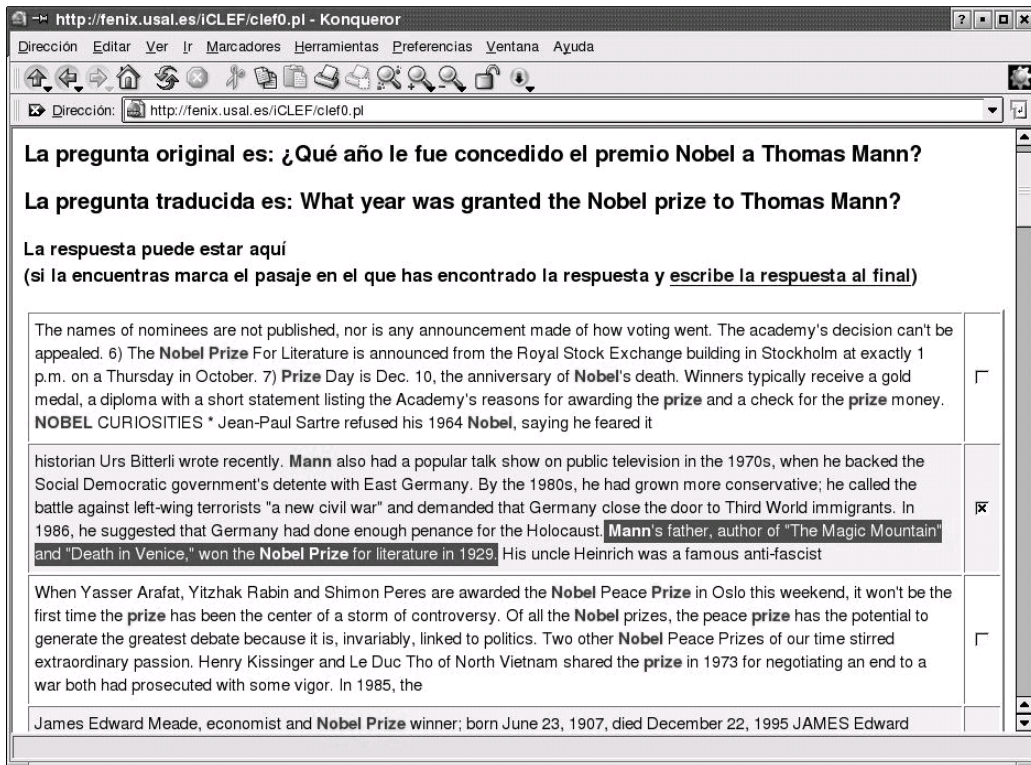 http://fenix.usal.es/iCLEF/clef0.pl - Konqueror
Dirección Editar Ver Ir Marcadores Herramientas Preferencias Ventana Ayuda
Dirección: http://fenix.usal.es/iCLEF/clef0.pl
La pregunta original es: ¿Qué año le fue concedido el premio Nobel a Thomas Mann?
La pregunta traducida es: What year was granted the Nobel prize to Thomas Mann?
La respuesta puede estar aquí
(si la encuentras marca el pasaje en el que has encontrado la respuesta y escribe la respuesta al final)
The names of nominees are not published, nor is any announcement made of how voting went. The academy's decision can't be
appealed. 6) The Nobel Prize For Literature is announced from the Royal Stock Exchange building in Stockholm at exactly 1
p.m. on a Thursday in October. 7) Prize Day is Dec. 10, the anniversary of Nobel's death. Winners typically receive a gold
medal, a diploma with a short statement listing the Academy's reasons for awarding the prize and a check for the prize money.
NOBEL CURIOSITIES * Jean-Paul Sartre refused his 1964 Nobel, saying he feared it
historian Urs Bitterli wrote recently. Mann also had a popular talk show on public television in the 1970s, when he backed the
Social Democratic government's detente with East Germany. By the 1980s, he had grown more conservative; he called the
battle against left-wing terrorists "a new civil war" and demanded that Germany close the door to Third World immigrants. In
1986, he suggested that Germany had done enough penance for the Holocaust. Mann's father, author of "The Magic Mountain"
and "Death in Venice," won the Nobel Prize for literature in 1929. His uncle Heinrich was a famous anti-fascist
When Yasser Arafat, Yitzhak Rabin and Shimon Peres are awarded the Nobel Peace Prize in Oslo this weekend, it won't be the
first time the prize has been the center of a storm of controversy. Of all the Nobel prizes, the peace prize has the potential to
generate the greatest debate because it is, invariably, linked to politics. Two other Nobel Peace Prizes of our time stirred
extraordinary passion. Henry Kissinger and Le Duc Tho of North Vietnam shared the prize in 1973 for negotiating an end to a
war both had prosecuted with some vigor. In 1985, the
James Edward Meade, economist and Nobel Prize winner; born June 23, 1907, died December 22, 1995 JAMES Edward